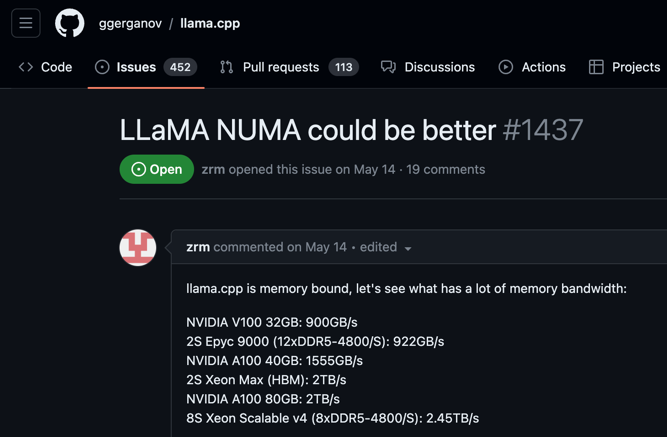 ggerganov / llama.cpp
Code Issues 452 Pull requests 113 Discussions Actions Projects
LLaMA NUMA could be better #1437
Open zrm opened this issue on May 14 · 19 comments
zrm commented on May 14 • edited
llama.cpp is memory bound, let's see what has a lot of memory bandwidth:
NVIDIA V100 32GB: 900GB/s
2S Epyc 9000 (12xDDR5-4800/S): 922GB/s
NVIDIA A100 40GB: 1555GB/s
2S Xeon Max (HBM): 2TB/s
NVIDIA A100 80GB: 2TB/s
8S Xeon Scalable v4 (8xDDR5-4800/S): 2.45TB/s